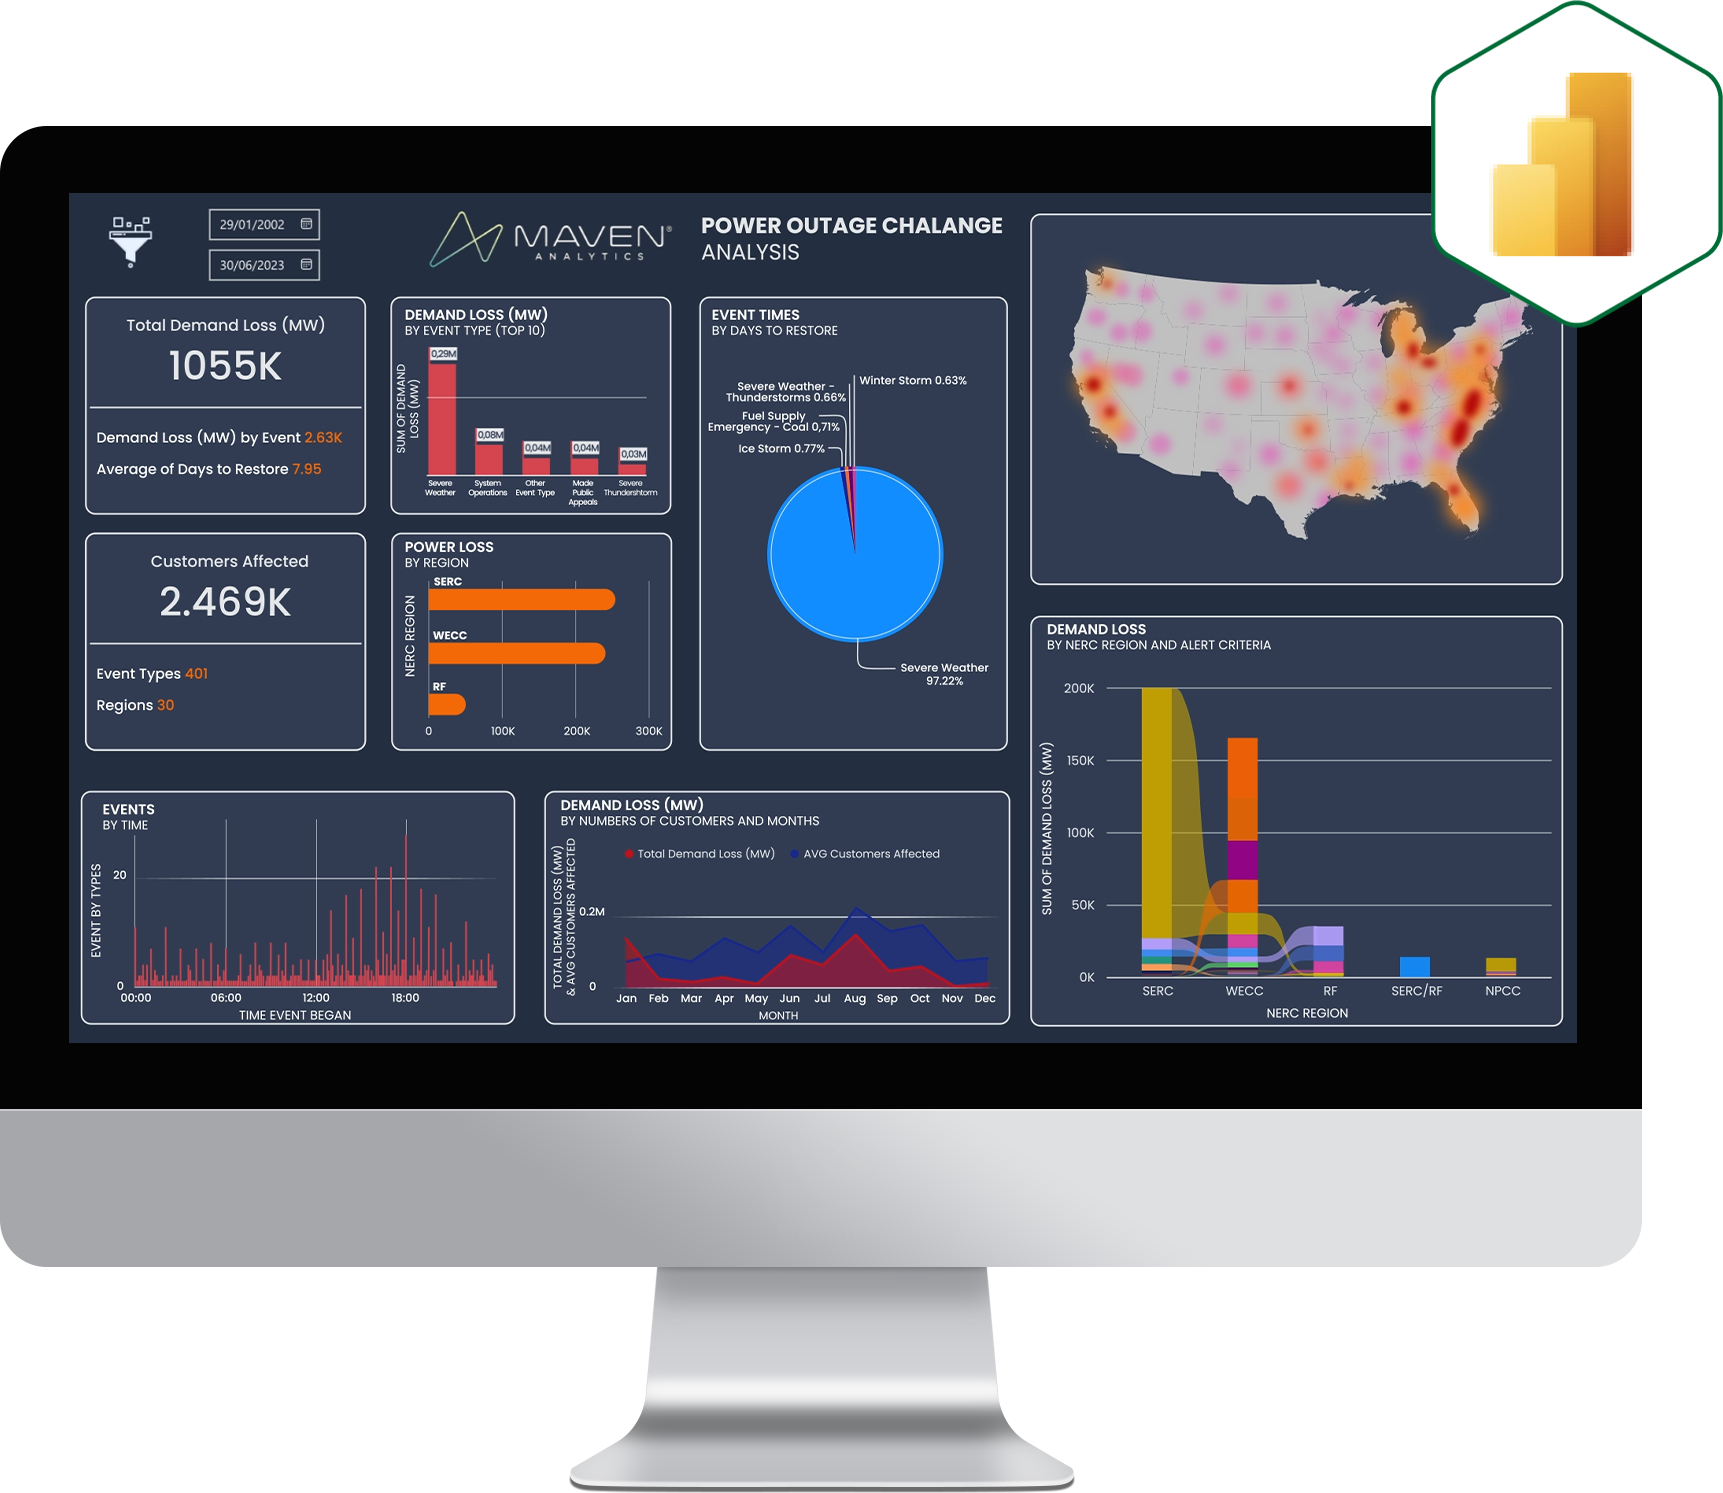 29/01/2002
30/06/2023
MAVEN®
ANALYTICS
POWER OUTAGE CHALANGE
ANALYSIS
Total Demand Loss (MW)
1055K
Demand Loss (MW) by Event 2.63K
Average of Days to Restore 7.95
DEMAND LOSS (MW)
BY EVENT TYPE (TOP 10)
SUM OF DEMAND
LOSS (MW)
0,29M
0,08M
0,04M
0,04M
0,03M
Severe
Weather
System
Operations
Other
Event Type
Made
Public
Appeals
Severe
Thundershtorm
EVENT TIMES
BY DAYS TO RESTORE
Winter Storm 0.63%
Severe Weather -
Thunderstorms 0.66%
Fuel Supply
Emergency - Coal 0,71%
Ice Storm 0.77%
Severe Weather
97.22%
Customers Affected
2.469K
Event Types 401
Regions 30
POWER LOSS
BY REGION
NERC REGION
SERC
WECC
RF
0
100K
200K
300K
DEMAND LOSS
BY NERC REGION AND ALERT CRITERIA
SUM OF DEMAND LOSS (MW)
200K
150K
100K
50K
0K
SERC
WECC
RF
SERC/RF
NPCC
NERC REGION
EVENTS
BY TIME
EVENT BY TYPES
20
0
00:00
06:00
12:00
18:00
TIME EVENT BEGAN
DEMAND LOSS (MW)
BY NUMBERS OF CUSTOMERS AND MONTHS
Total Demand Loss (MW)
AVG Customers Affected
TOTAL DEMAND LOSS (MW)
& AVG CUSTOMERS AFFECTED
0.2M
0
Jan Feb Mar Apr May Jun Jul Aug Sep Oct Nov Dec
MONTH